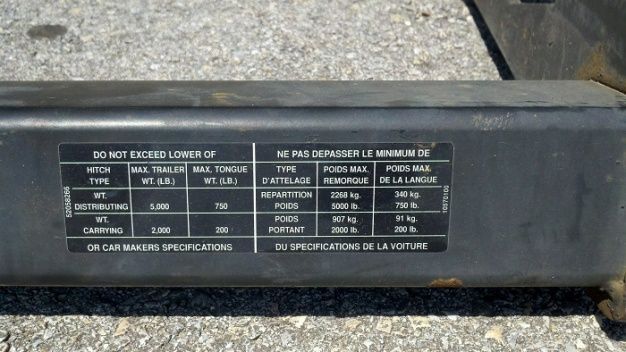 DO NOT EXCEED LOWER OF
HITCH TYPE MAX. TRAILER WT. (LB.) MAX. TONGUE WT. (LB.)
WT. DISTRIBUTING 5,000 750
WT. CARRYING 2,000 200
OR CAR MAKERS SPECIFICATIONS
NE PAS DEPASSER LE MINIMUM DE
TYPE D'ATTELAGE POIDS MAX. REMORQUE POIDS MAX. DE LA LANGUE
REPARTITION POIDS 2268 kg. 5000 lb. 340 kg. 750 lb.
POIDS PORTANT 907 kg. 2000 lb. 91 kg. 200 lb.
DU SPECIFICATIONS DE LA VOITURE
52058266